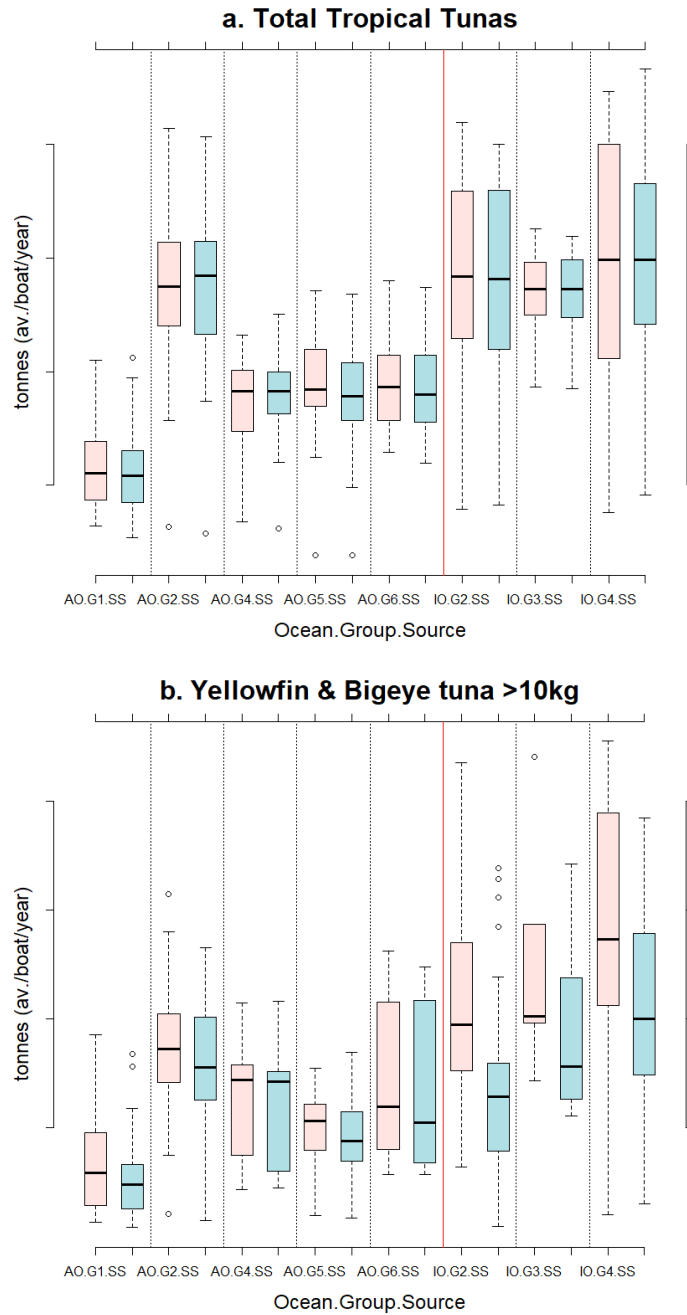 a. Total Tropical Tunas
tonnes (av./boat/year)
AO.G1.SS AO.G2.SS AO.G4.SS AO.G5.SS AO.G6.SS IO.G2.SS IO.G3.SS IO.G4.SS
Ocean.Group.Source
b. Yellowfin & Bigeye tuna >10kg
tonnes (av./boat/year)
AO.G1.SS AO.G2.SS AO.G4.SS AO.G5.SS AO.G6.SS IO.G2.SS IO.G3.SS IO.G4.SS
Ocean.Group.Source